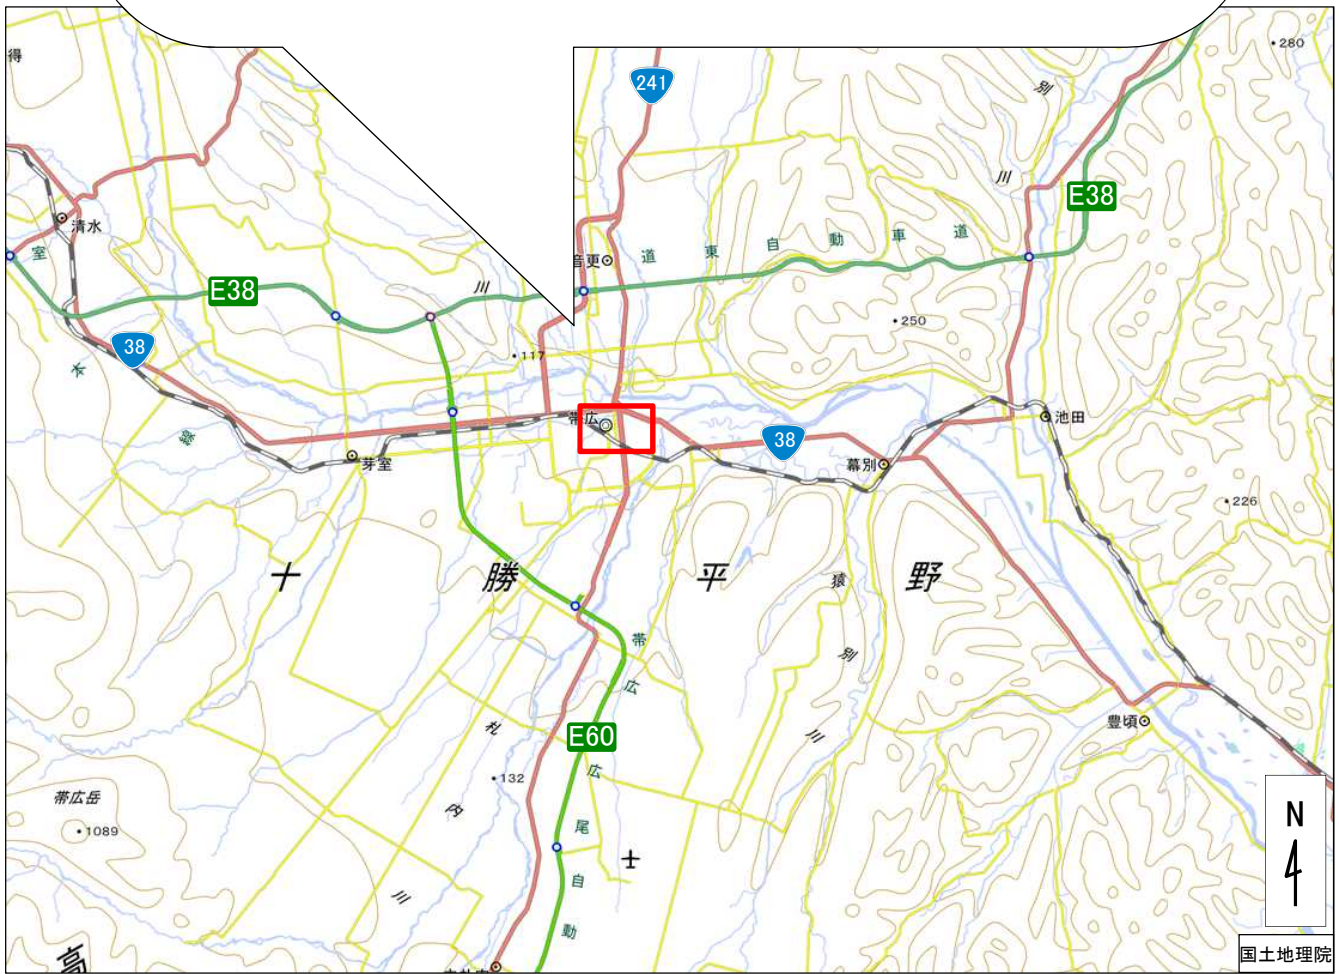 得
241
280
別
川
E38
清水
室
音更
道東自動車道
E38
川
250
38
117
木
帯広
池田
38
総
芽室
幕別
226
十勝平野
猿別川
帯広広尾自動
札内川
E60
豊頃
132
帯広岳
1089
士
N
高
国土地理院